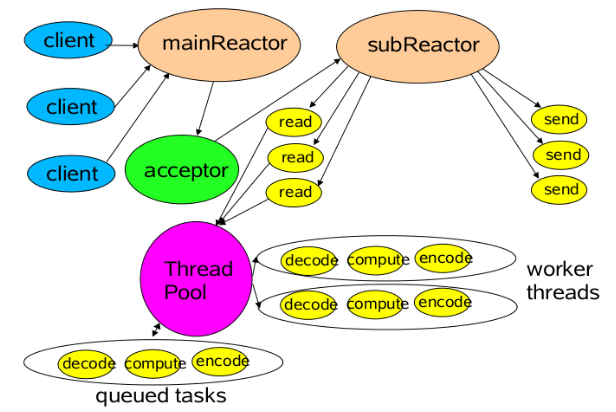 client
mainReactor
subReactor
client
read
send
read
send
client
acceptor
read
send
Thread
Pool
decode compute encode
worker
threads
decode compute encode
decode compute encode
queued tasks